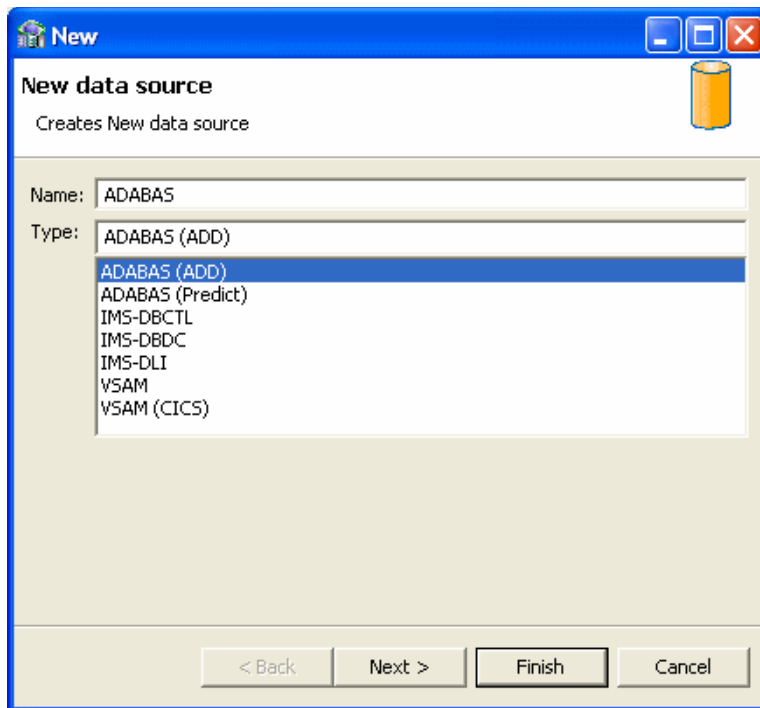 New
New data source
Creates New data source
Name: ADABAS
Type: ADABAS (ADD)
ADABAS (ADD)
ADABAS (Predict)
IMS-DBCTL
IMS-DBDC
IMS-DLI
VSAM
VSAM (CICS)
< Back Next > Finish Cancel